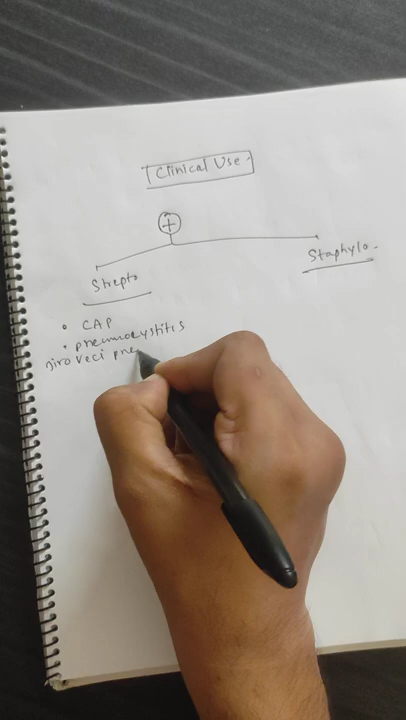 Clinical Use.
+
Strepto
Staphylo.
• CAP
• pneumocystitis
jiroveci pne